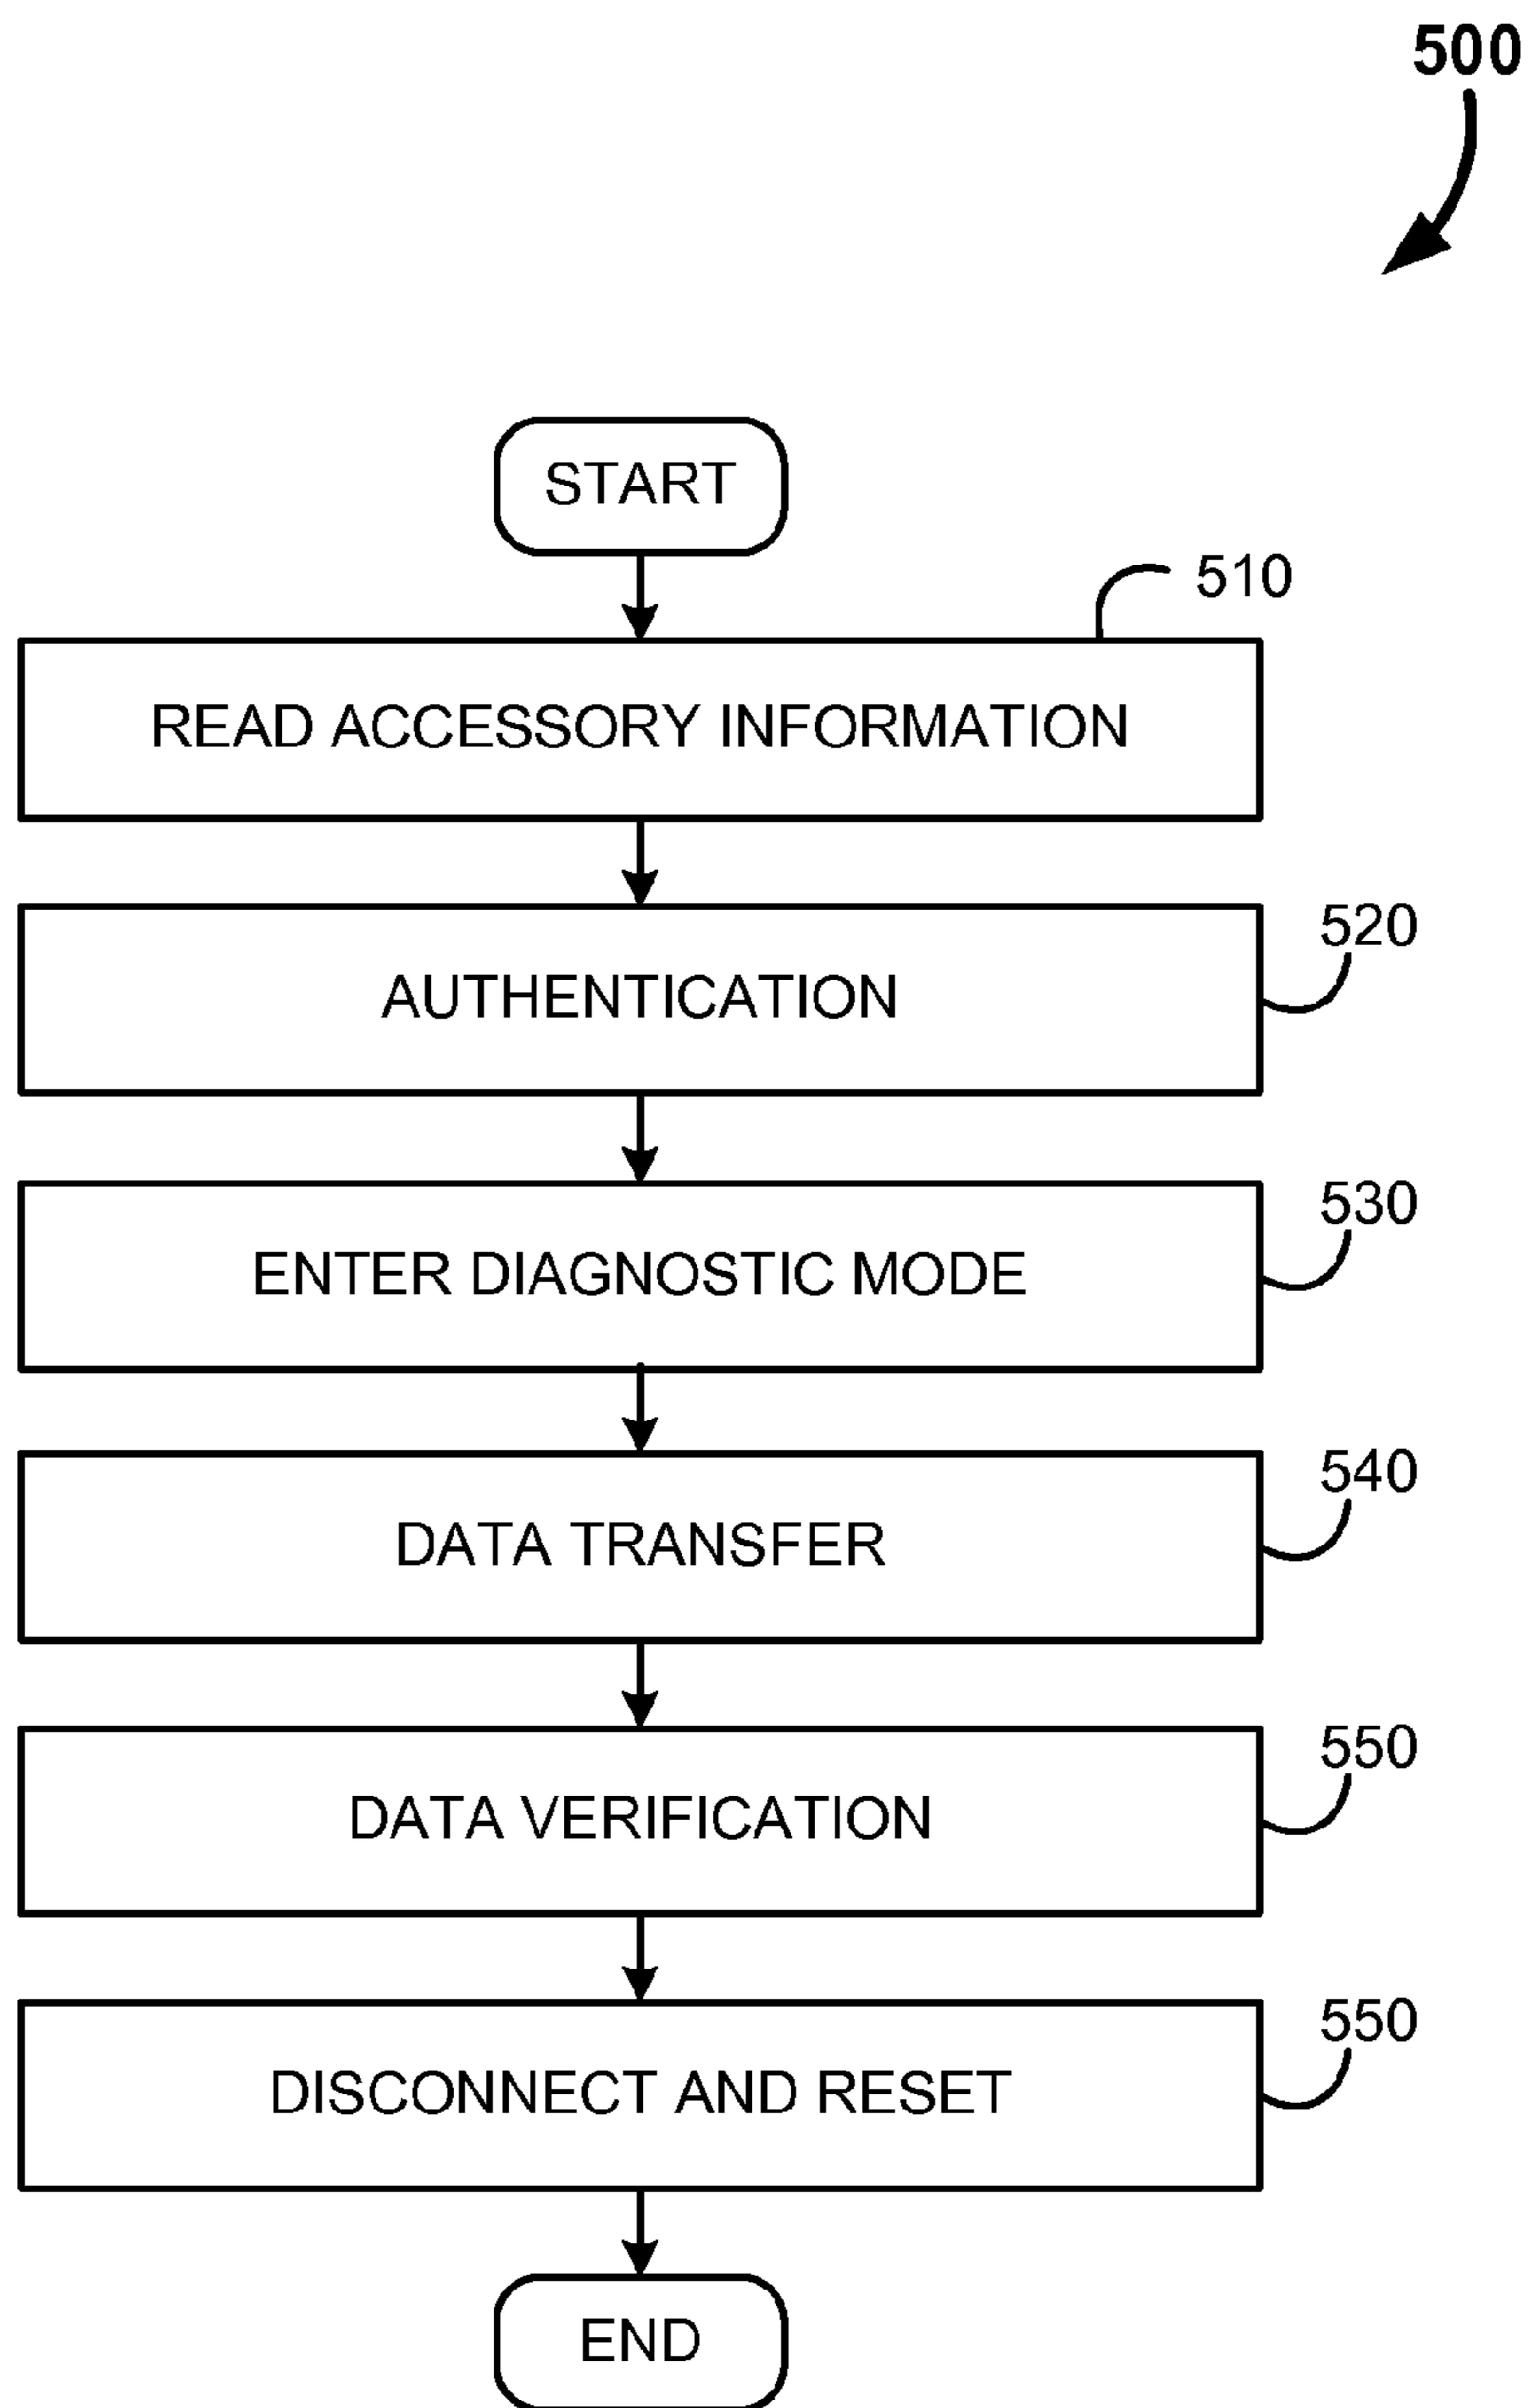 500
START
510
READ ACCESSORY INFORMATION
520
AUTHENTICATION
530
ENTER DIAGNOSTIC MODE
540
DATA TRANSFER
550
DATA VERIFICATION
550
DISCONNECT AND RESET
END